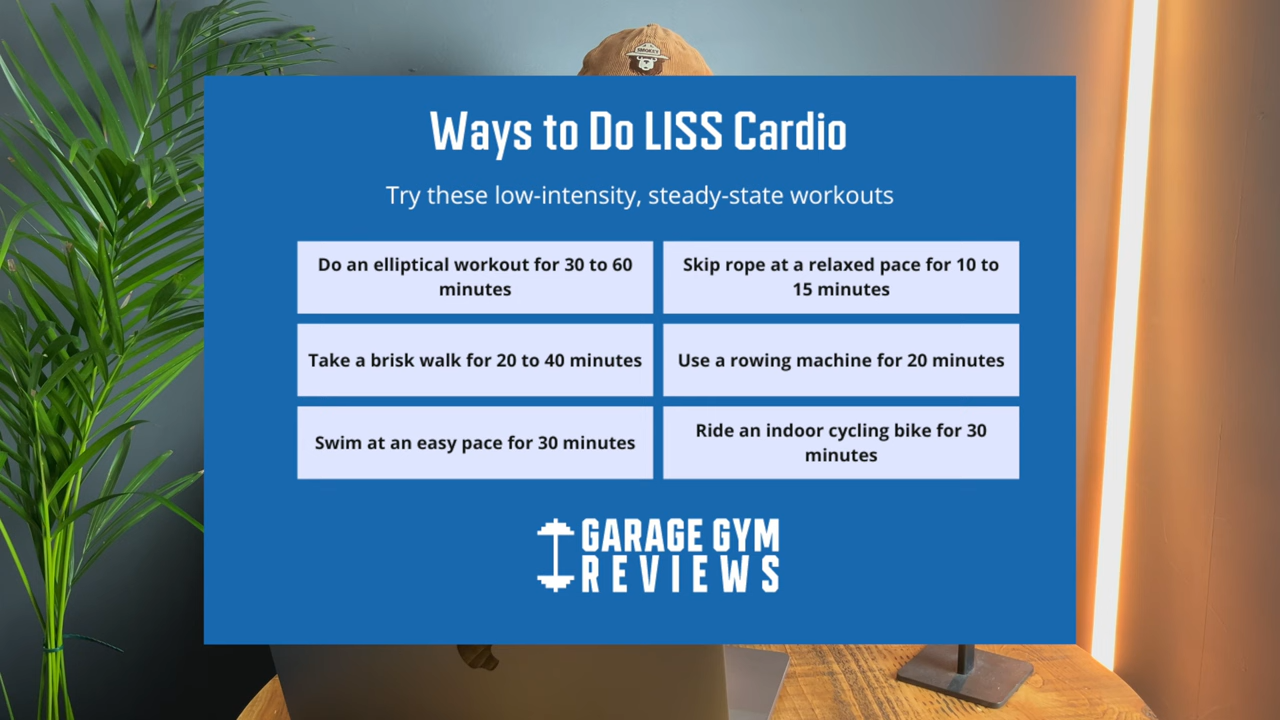 SMOKEY
Ways to Do LISS Cardio
Try these low-intensity, steady-state workouts
Do an elliptical workout for 30 to 60
minutes
Skip rope at a relaxed pace for 10 to
15 minutes
Take a brisk walk for 20 to 40 minutes
Use a rowing machine for 20 minutes
Swim at an easy pace for 30 minutes
Ride an indoor cycling bike for 30
minutes
GARAGE GYM
REVIEWS